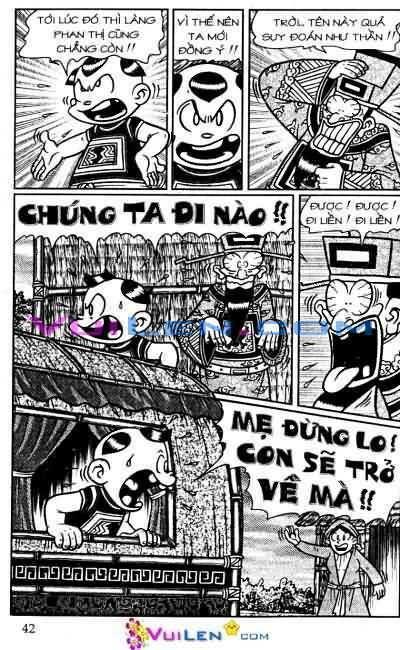 TỚI LÚC ĐÓ THÌ LÀNG
PHAN THỊ CŨNG
CHẲNG CÒN !!
VÌ THẾ NÊN
TA MỚI
ĐỒNG Ý !!
TRỜI. TÊN NÀY QUẢ
SUY ĐOÁN NHƯ THẦN !!
CHÚNG TA ĐI NÀO !!
ĐƯỢC ! ĐƯỢC !
ĐI LIỀN ! ĐI LIỀN !
VUILEN.COM
MẸ ĐỪNG LO !
CON SẼ TRỞ
VỀ MÀ !!
42
VUILEN.COM